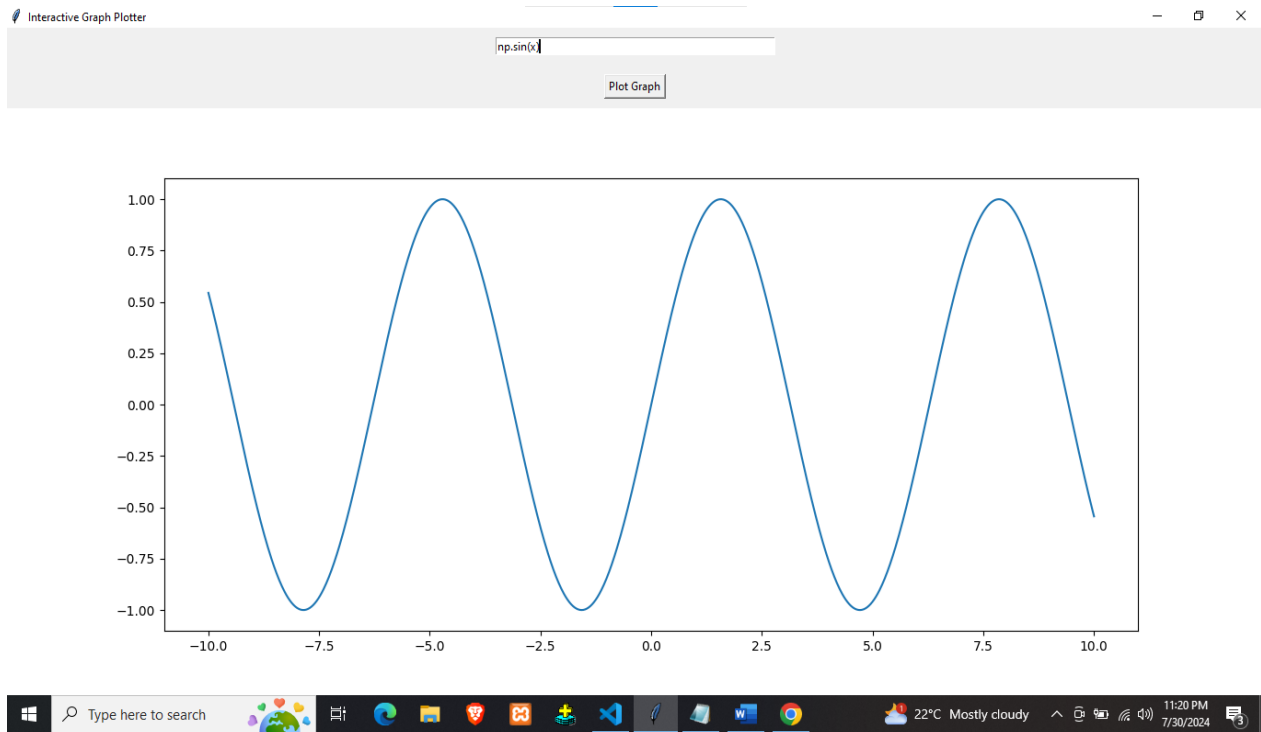 Interactive Graph Plotter
np.sin(x)
Plot Graph
1.00
0.75
0.50
0.25
0.00
−0.25
−0.50
−0.75
−1.00
−10.0 −7.5 −5.0 −2.5 0.0 2.5 5.0 7.5 10.0
Type here to search
22°C Mostly cloudy
11:20 PM
7/30/2024
1
3